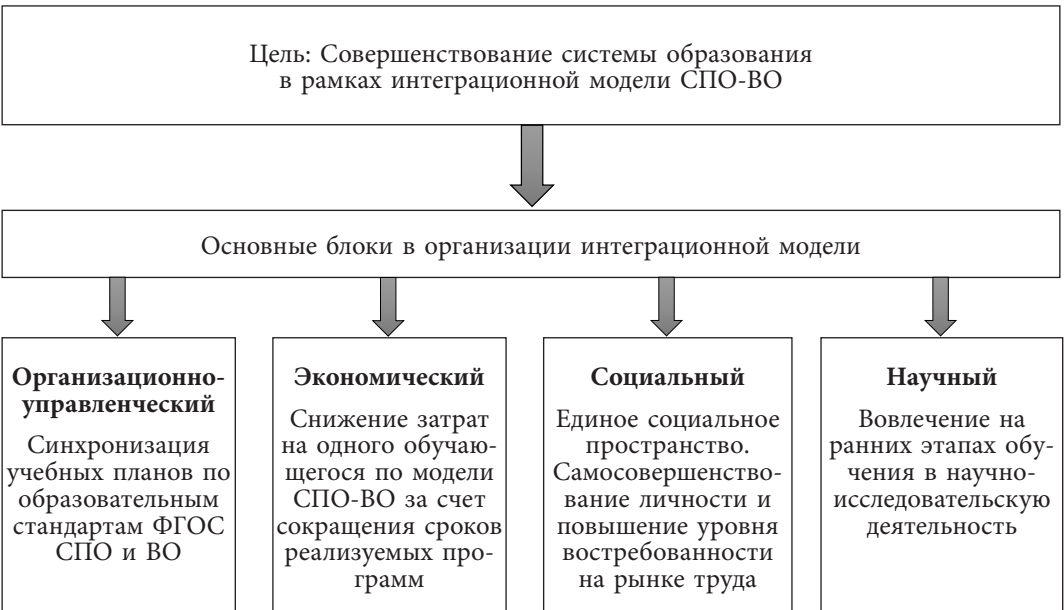 Цель: Совершенствование системы образования
в рамках интеграционной модели СПО-ВО
Основные блоки в организации интеграционной модели
Организационно-
управленческий
Синхронизация
учебных планов по
образовательным
стандартам ФГОС
СПО и ВО
Экономический
Снижение затрат
на одного обучаю-
щегося по модели
СПО-ВО за счет
сокращения сроков
реализуемых про-
грамм
Социальный
Единое социальное
пространство.
Самосовершенство-
вание личности и
повышение уровня
востребованности
на рынке труда
Научный
Вовлечение на
ранних этапах обу-
чения в научно-
исследовательскую
деятельность